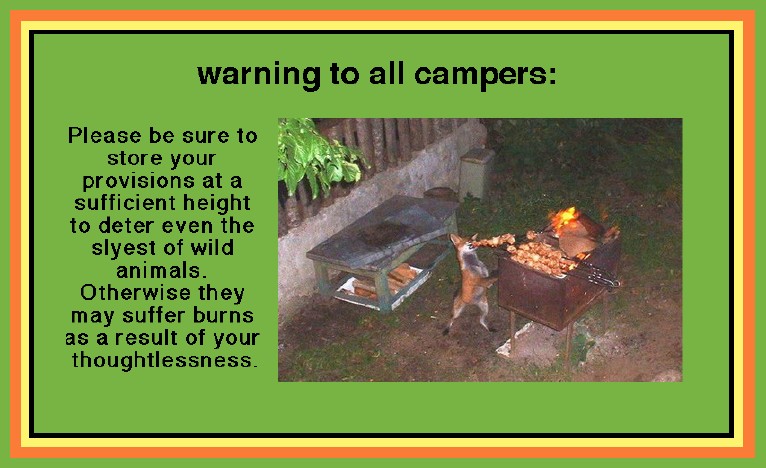 warning to all campers:
Please be sure to
store your
provisions at a
sufficient height
to deter even the
slyest of wild
animals.
Otherwise they
may suffer burns
as a result of your
thoughtlessness.